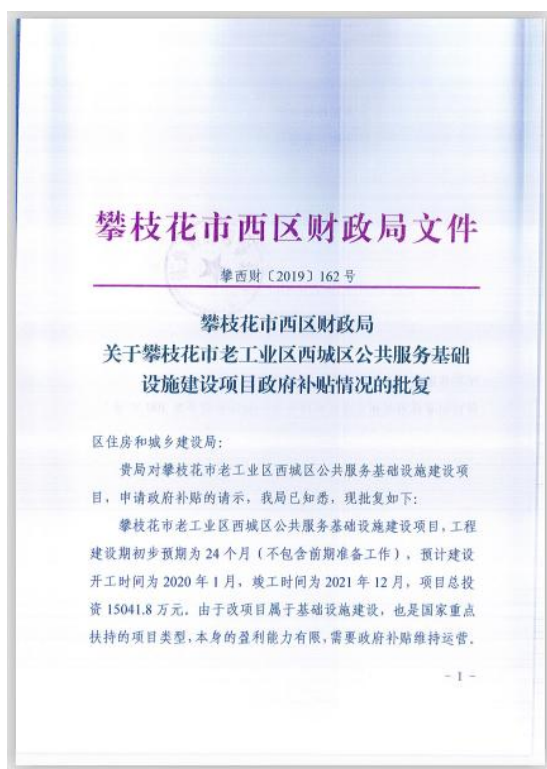 攀枝花市西区财政局文件
攀西财〔2019〕162号
攀枝花市西区财政局
关于攀枝花市老工业区西城区公共服务基础
设施建设项目政府补贴情况的批复
区住房和城乡建设局：
贵局对攀枝花市老工业区西城区公共服务基础设施建设项
目，申请政府补贴的请示，我局已知悉，现批复如下：
攀枝花市老工业区西城区公共服务基础设施建设项目，工程
建设期初步预期为24个月（不包含前期准备工作），预计建设
开工时间为2020年1月，竣工时间为2021年12月，项目总投
资15041.8万元。由于改项目属于基础设施建设，也是国家重点
扶持的项目类型，本身的盈利能力有限，需要政府补贴维持运营。
- 1 -